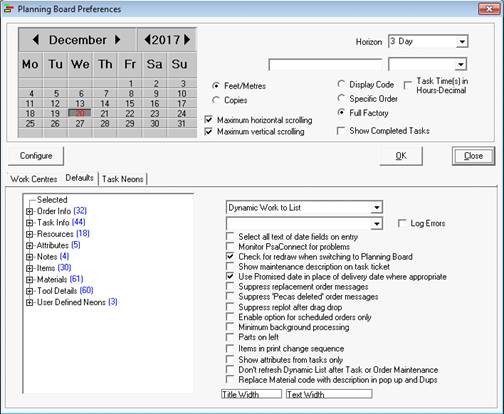 Planning Board Preferences
December 2017
Horizon 3 Day
Mo Tu We Th Fr Sa Su
1 2 3
4 5 6 7 8 9 10
11 12 13 14 15 16 17
18 19 20 21 22 23 24
25 26 27 28 29 30 31
Feet/Metres
Copies
Maximum horizontal scrolling
Maximum vertical scrolling
Display Code
Specific Order
Full Factory
Task Time(s) in
Hours-Decimal
Show Completed Tasks
Configure
OK
Close
Work Centres Defaults Task Neons
Selected
Order Info (32)
Task Info (44)
Resources (18)
Attributes (5)
Notes (4)
Items (30)
Materials (61)
Tool Details (60)
User Defined Neons (3)
Dynamic Work to List
Log Errors
Select all text of date fields on entry
Monitor PsaConnect for problems
Check for redraw when switching to Planning Board
Show maintenance description on task ticket
Use Promised date in place of delivery date where appropriate
Suppress replacement order messages
Suppress 'Pecas deleted' order messages
Suppress replot after drag drop
Enable option for scheduled orders only
Minimum background processing
Parts on left
Items in print change sequence
Show attributes from tasks only
Don't refresh Dynamic List after Task or Order Maintenance
Replace Material code with description in pop up and Dups
Title Width Text Width